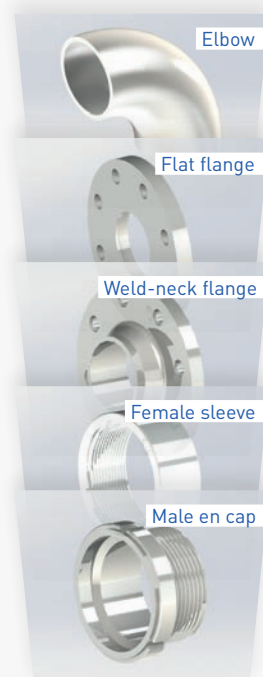 Elbow
Flat flange
Weld-neck flange
Female sleeve
Male en cap